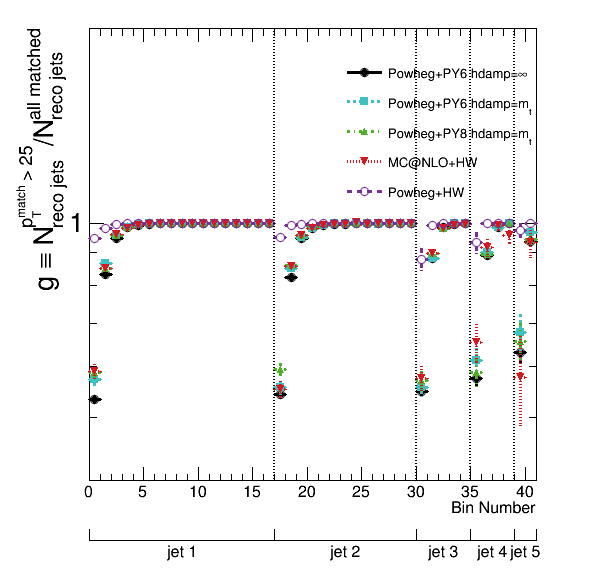 g ≡ N^{p_T^{match} > 25}_{reco jets}/N^{all matched}_{reco jets}
Powheg+PY6 hdamp=∞
Powheg+PY6 hdamp=m_t
Powheg+PY8 hdamp=m_t
MC@NLO+HW
Powheg+HW
1
0 5 10 15 20 25 30 35 40
Bin Number
jet 1 jet 2 jet 3 jet 4 jet 5